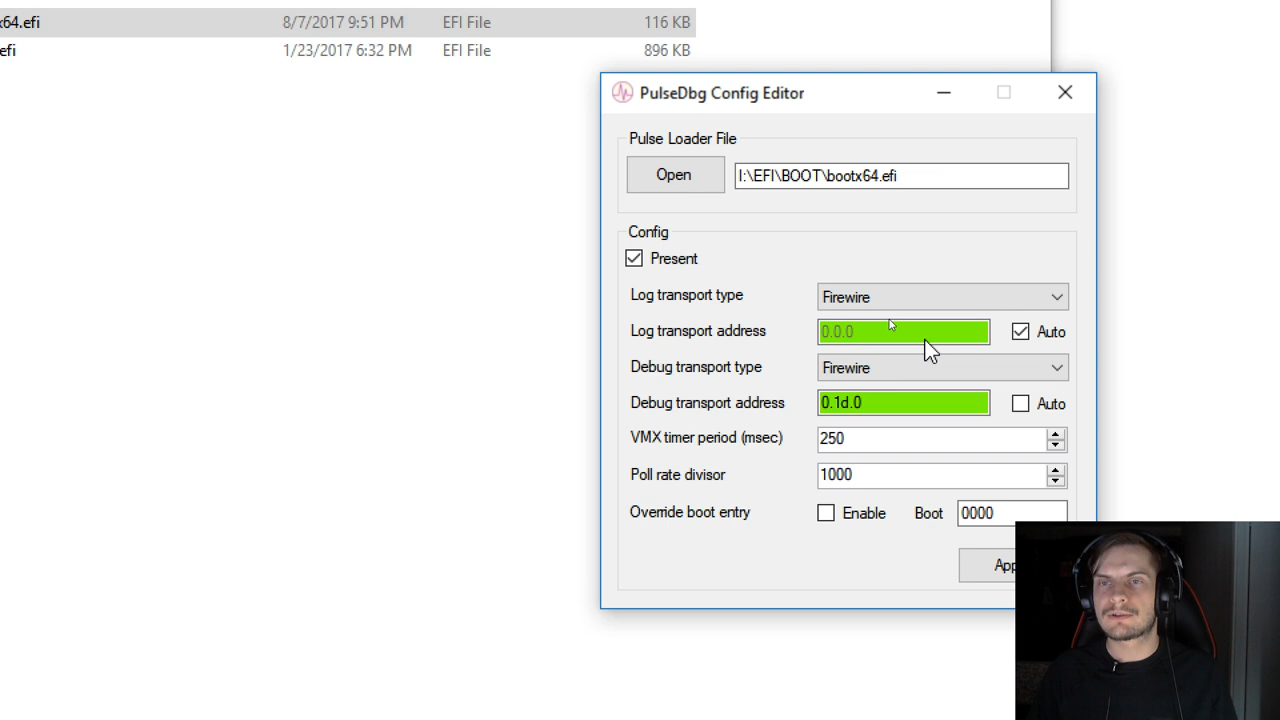 x64.efi 8/7/2017 9:51 PM EFI File 116 KB
efi 1/23/2017 6:32 PM EFI File 896 KB
PulseDbg Config Editor
Pulse Loader File
Open I:\EFI\BOOT\bootx64.efi
Config
Present
Log transport type Firewire
Log transport address 0.0.0 Auto
Debug transport type Firewire
Debug transport address 0.1d.0 Auto
VMX timer period (msec) 250
Poll rate divisor 1000
Override boot entry Enable Boot 0000
App